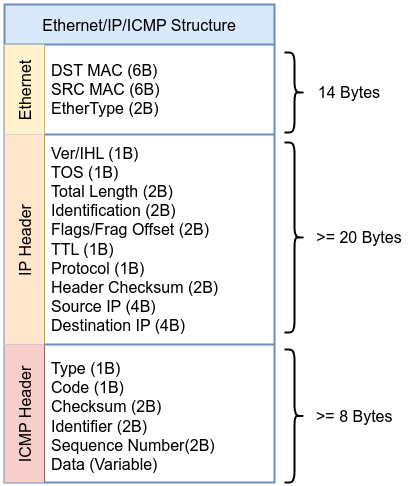 Ethernet/IP/ICMP Structure
Ethernet
DST MAC (6B)
SRC MAC (6B)
EtherType (2B)
14 Bytes
IP Header
Ver/IHL (1B)
TOS (1B)
Total Length (2B)
Identification (2B)
Flags/Frag Offset (2B)
TTL (1B)
Protocol (1B)
Header Checksum (2B)
Source IP (4B)
Destination IP (4B)
>= 20 Bytes
ICMP Header
Type (1B)
Code (1B)
Checksum (2B)
Identifier (2B)
Sequence Number(2B)
Data (Variable)
>= 8 Bytes